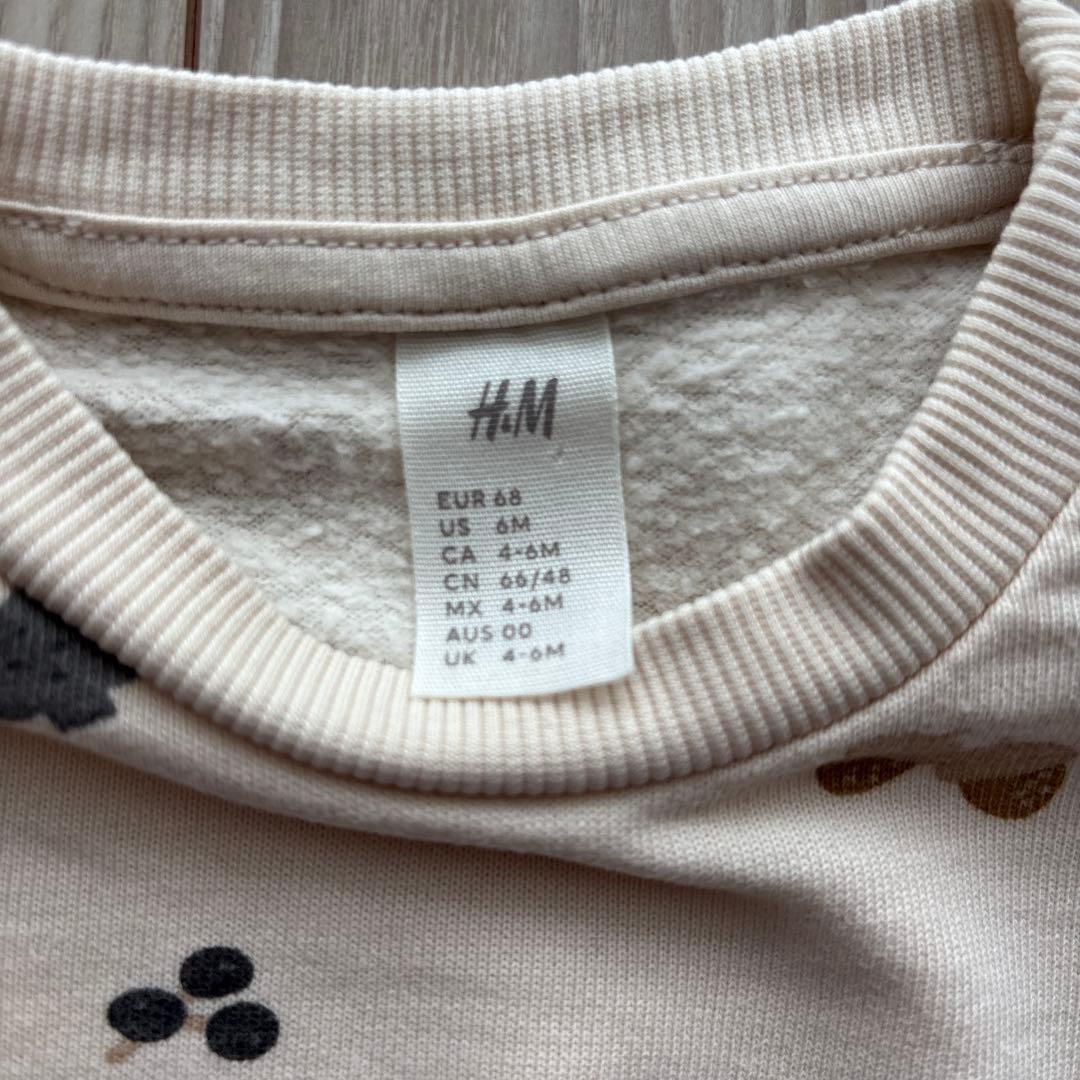 H&M
EUR 68
US 6M
CA 4-6M
CN 66/48
MX 4-6M
AUS 00
UK 4-6M